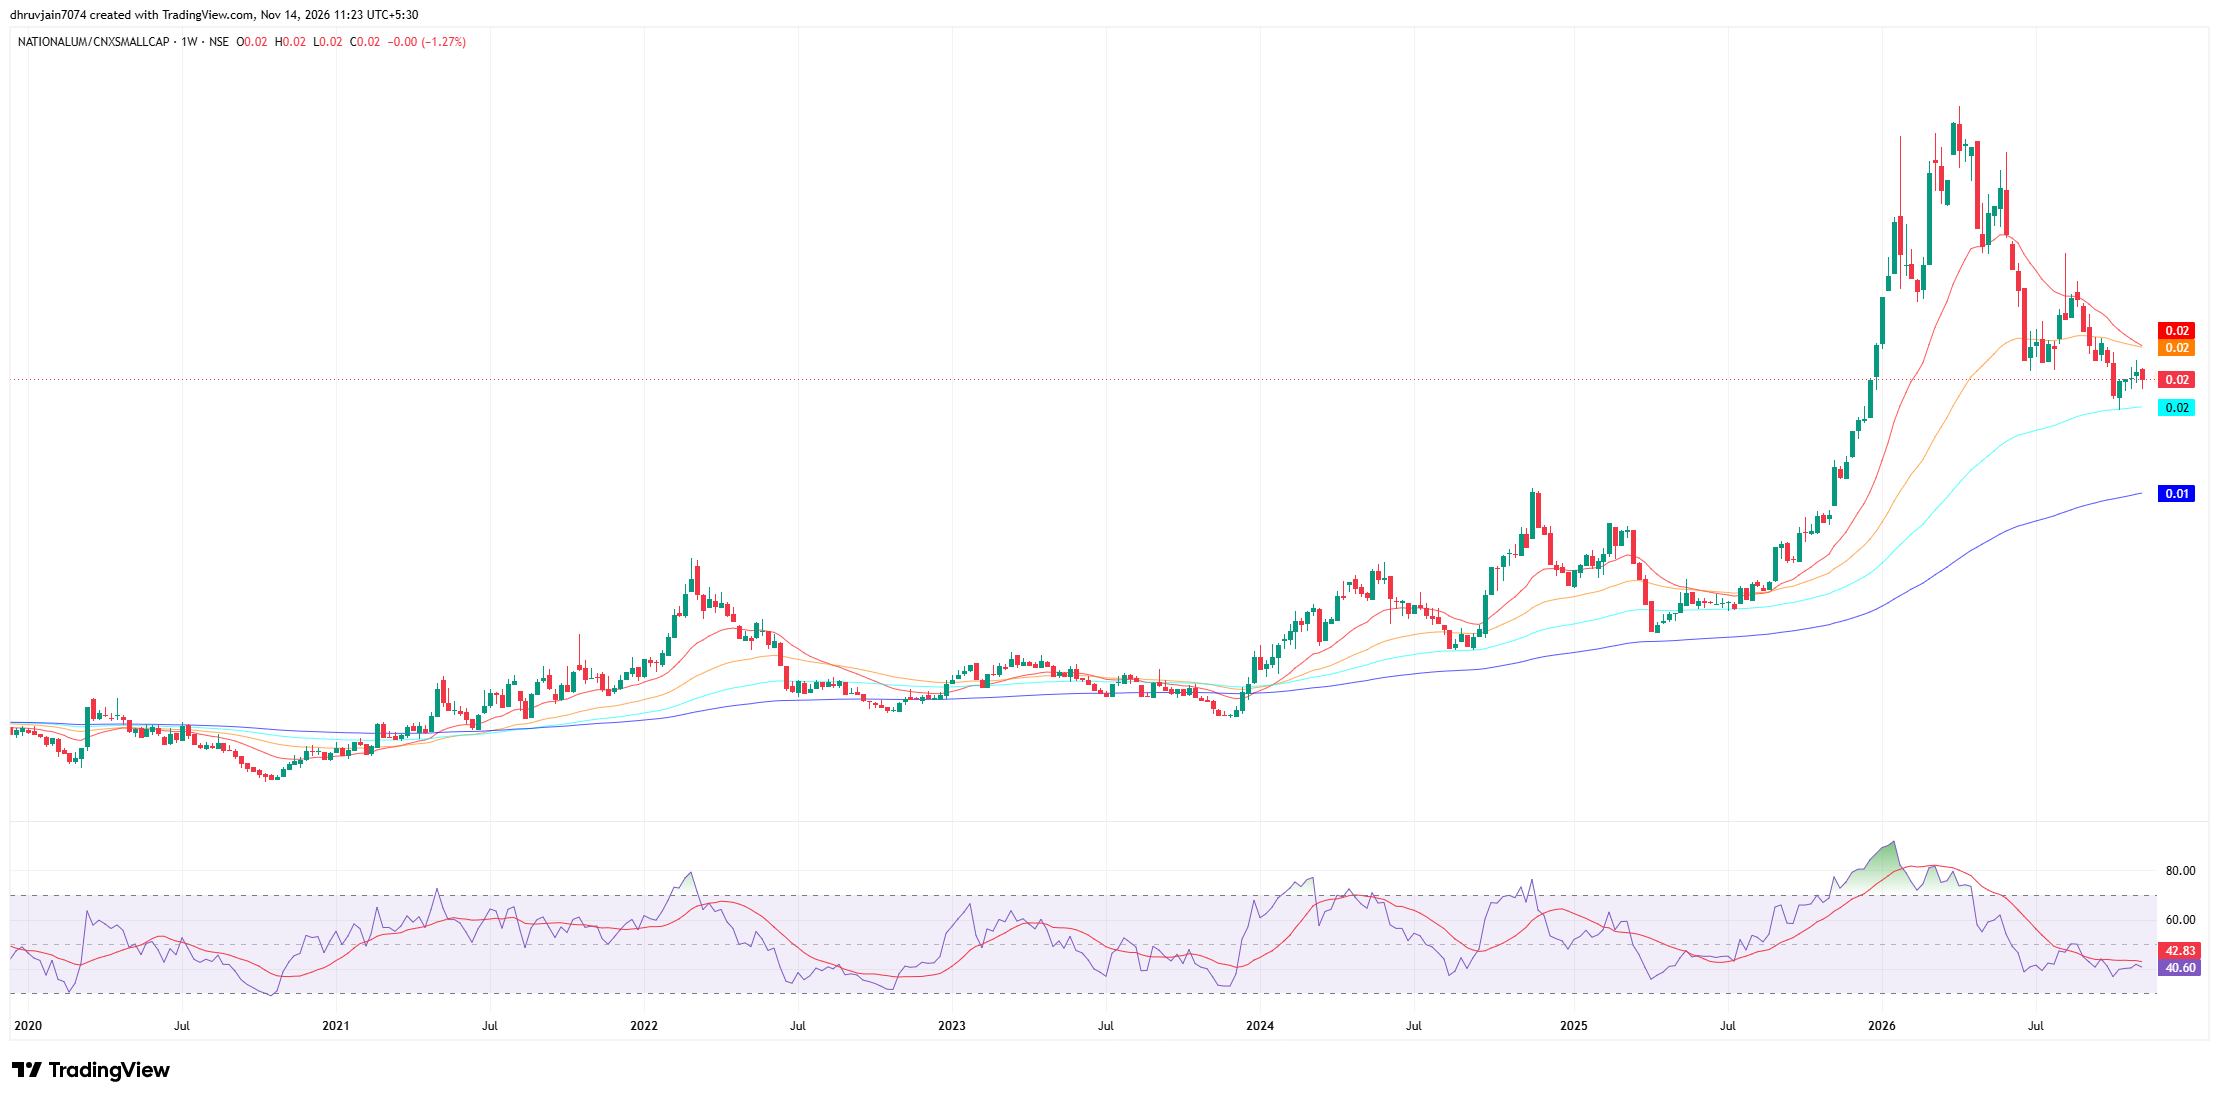 dhruvjain7074 created with TradingView.com, Nov 14, 2026 11:23 UTC+5:30
NATIONALUM/CNXSMALLCAP · 1W · NSE O0.02 H0.02 L0.02 C0.02 −0.00 (−1.27%)
0.02
0.02
0.02
0.02
0.01
80.00
60.00
42.83
40.60
2020 Jul 2021 Jul 2022 Jul 2023 Jul 2024 Jul 2025 Jul 2026 Jul
TradingView